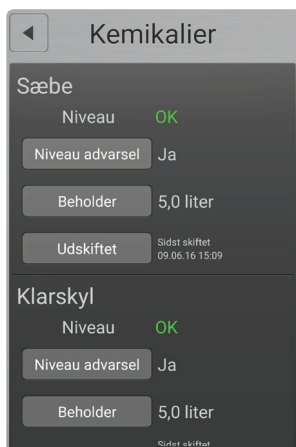 Kemikalier
Sæbe
Niveau OK
Niveau advarsel Ja
Beholder 5,0 liter
Udskiftet Sidst skiftet
09.06.16 15:09
Klarskyl
Niveau OK
Niveau advarsel Ja
Beholder 5,0 liter
Sidst skiftet